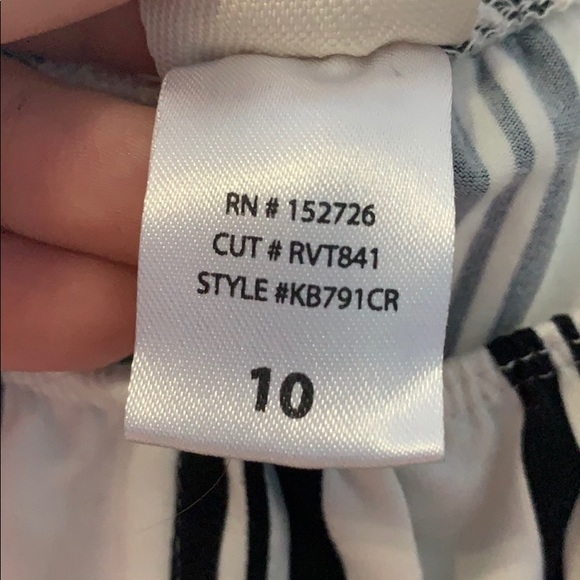 RN # 152726
CUT # RVT841
STYLE #KB791CR
10